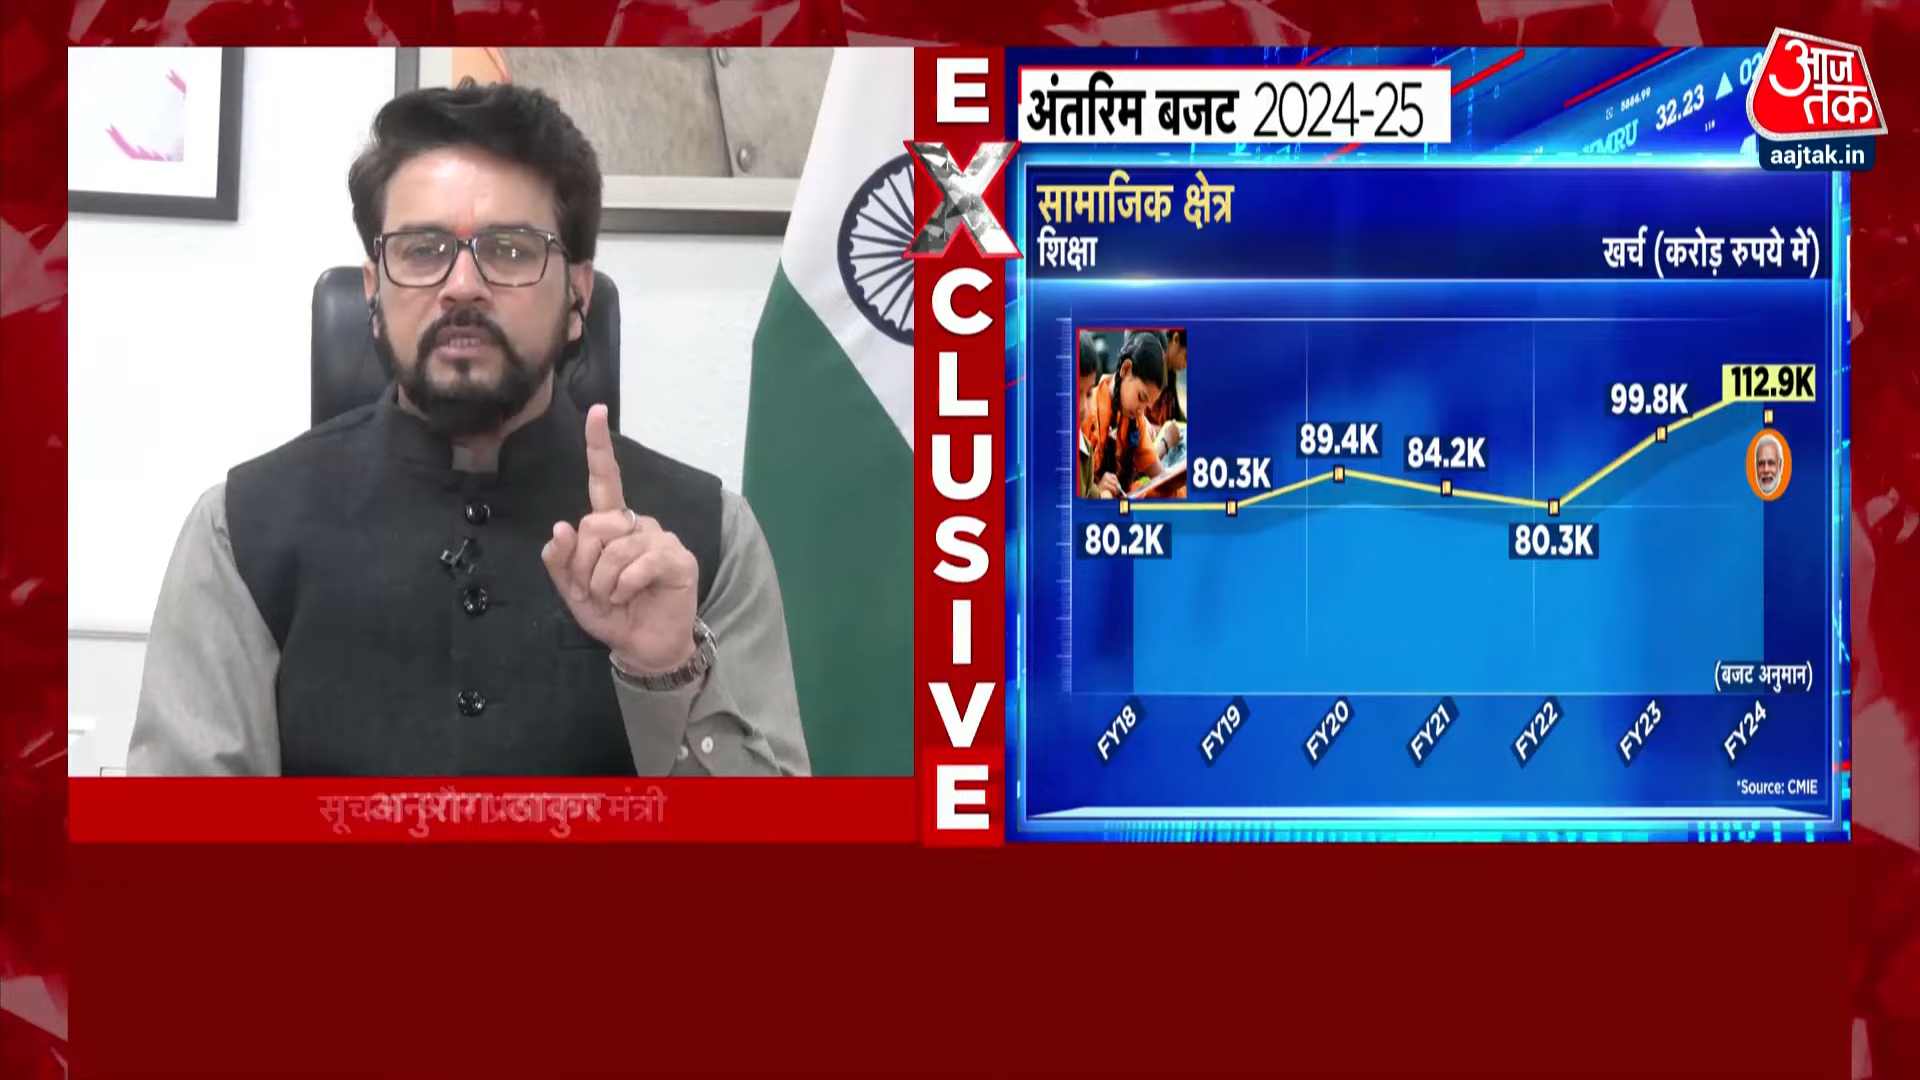 EXCLUSIVE
अंतरिम बजट 2024-25
32.23
02
आज
तक
aajtak.in
सामाजिक क्षेत्र
शिक्षा
खर्च (करोड़ रुपये में)
112.9K
99.8K
89.4K
84.2K
80.3K
80.2K
80.3K
(बजट अनुमान)
FY18
FY19
FY20
FY21
FY22
FY23
FY24
*Source: CMIE
अनुराग ठाकुर